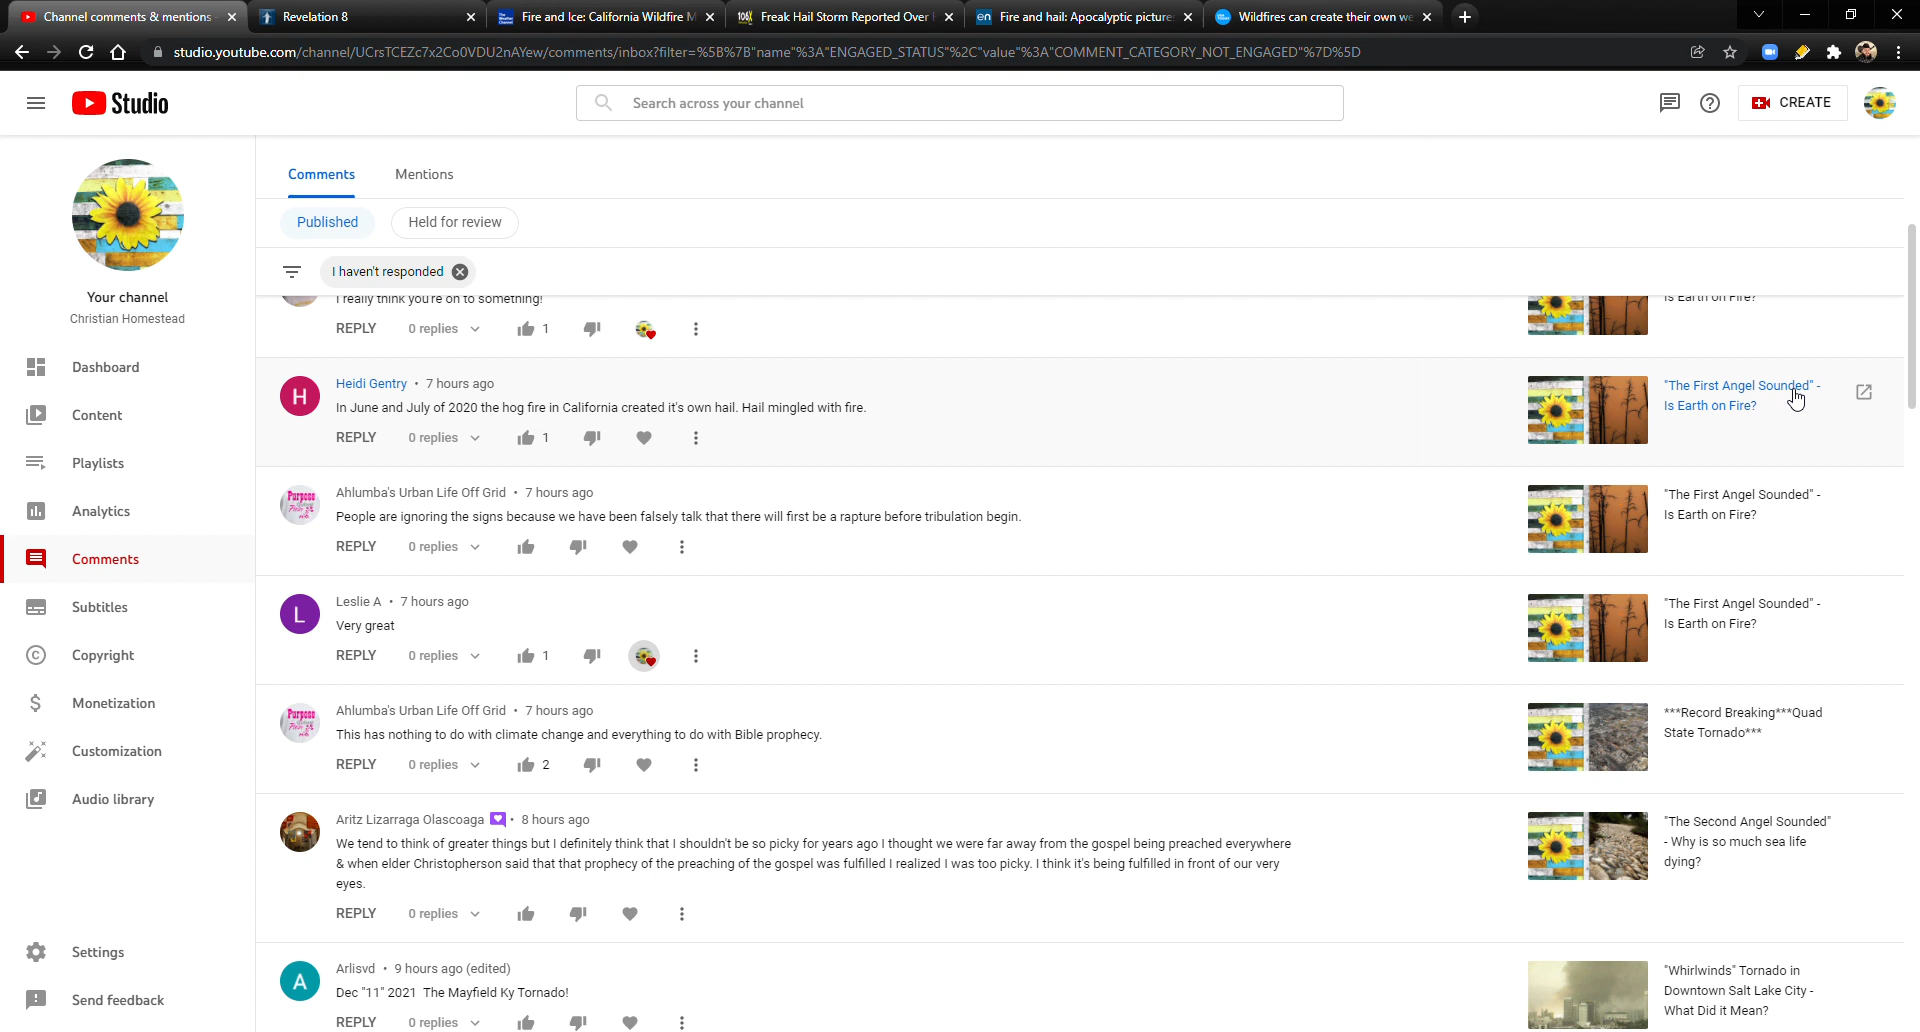 Channel comments & mentions
Revelation 8
Fire and Ice: California Wildfire M
Freak Hail Storm Reported Over
Fire and hail: Apocalyptic picture
Wildfires can create their own we
studio.youtube.com/channel/UCrsTCEZc7x2Co0VDU2nAYew/comments/inbox?filter=%5B%7B"name"%3A"ENGAGED_STATUS"%2C"value"%3A"COMMENT_CATEGORY_NOT_ENGAGED"%7D%5D
Studio
Search across your channel
CREATE
Your channel
Christian Homestead
Dashboard
Content
Playlists
Analytics
Comments
Subtitles
Copyright
Monetization
Customization
Audio library
Settings
Send feedback
Comments
Mentions
Published
Held for review
I haven't responded
I really think you're on to something!
REPLY 0 replies 1
Is Earth on Fire?
H
Heidi Gentry • 7 hours ago
In June and July of 2020 the hog fire in California created it's own hail. Hail mingled with fire.
REPLY 0 replies 1
"The First Angel Sounded" -
Is Earth on Fire?
Purpose
Ahlumba's Urban Life Off Grid • 7 hours ago
People are ignoring the signs because we have been falsely talk that there will first be a rapture before tribulation begin.
REPLY 0 replies
"The First Angel Sounded" -
Is Earth on Fire?
L
Leslie A • 7 hours ago
Very great
REPLY 0 replies 1
"The First Angel Sounded" -
Is Earth on Fire?
Purpose
Ahlumba's Urban Life Off Grid • 7 hours ago
This has nothing to do with climate change and everything to do with Bible prophecy.
REPLY 0 replies 2
***Record Breaking***Quad
State Tornado***
Aritz Lizarraga Olascoaga • 8 hours ago
We tend to think of greater things but I definitely think that I shouldn't be so picky for years ago I thought we were far away from the gospel being preached everywhere
& when elder Christopherson said that that prophecy of the preaching of the gospel was fulfilled I realized I was too picky. I think it's being fulfilled in front of our very
eyes.
REPLY 0 replies
"The Second Angel Sounded"
- Why is so much sea life
dying?
A
Arlisvd • 9 hours ago (edited)
Dec "11" 2021 The Mayfield Ky Tornado!
REPLY 0 replies
"Whirlwinds" Tornado in
Downtown Salt Lake City -
What Did it Mean?